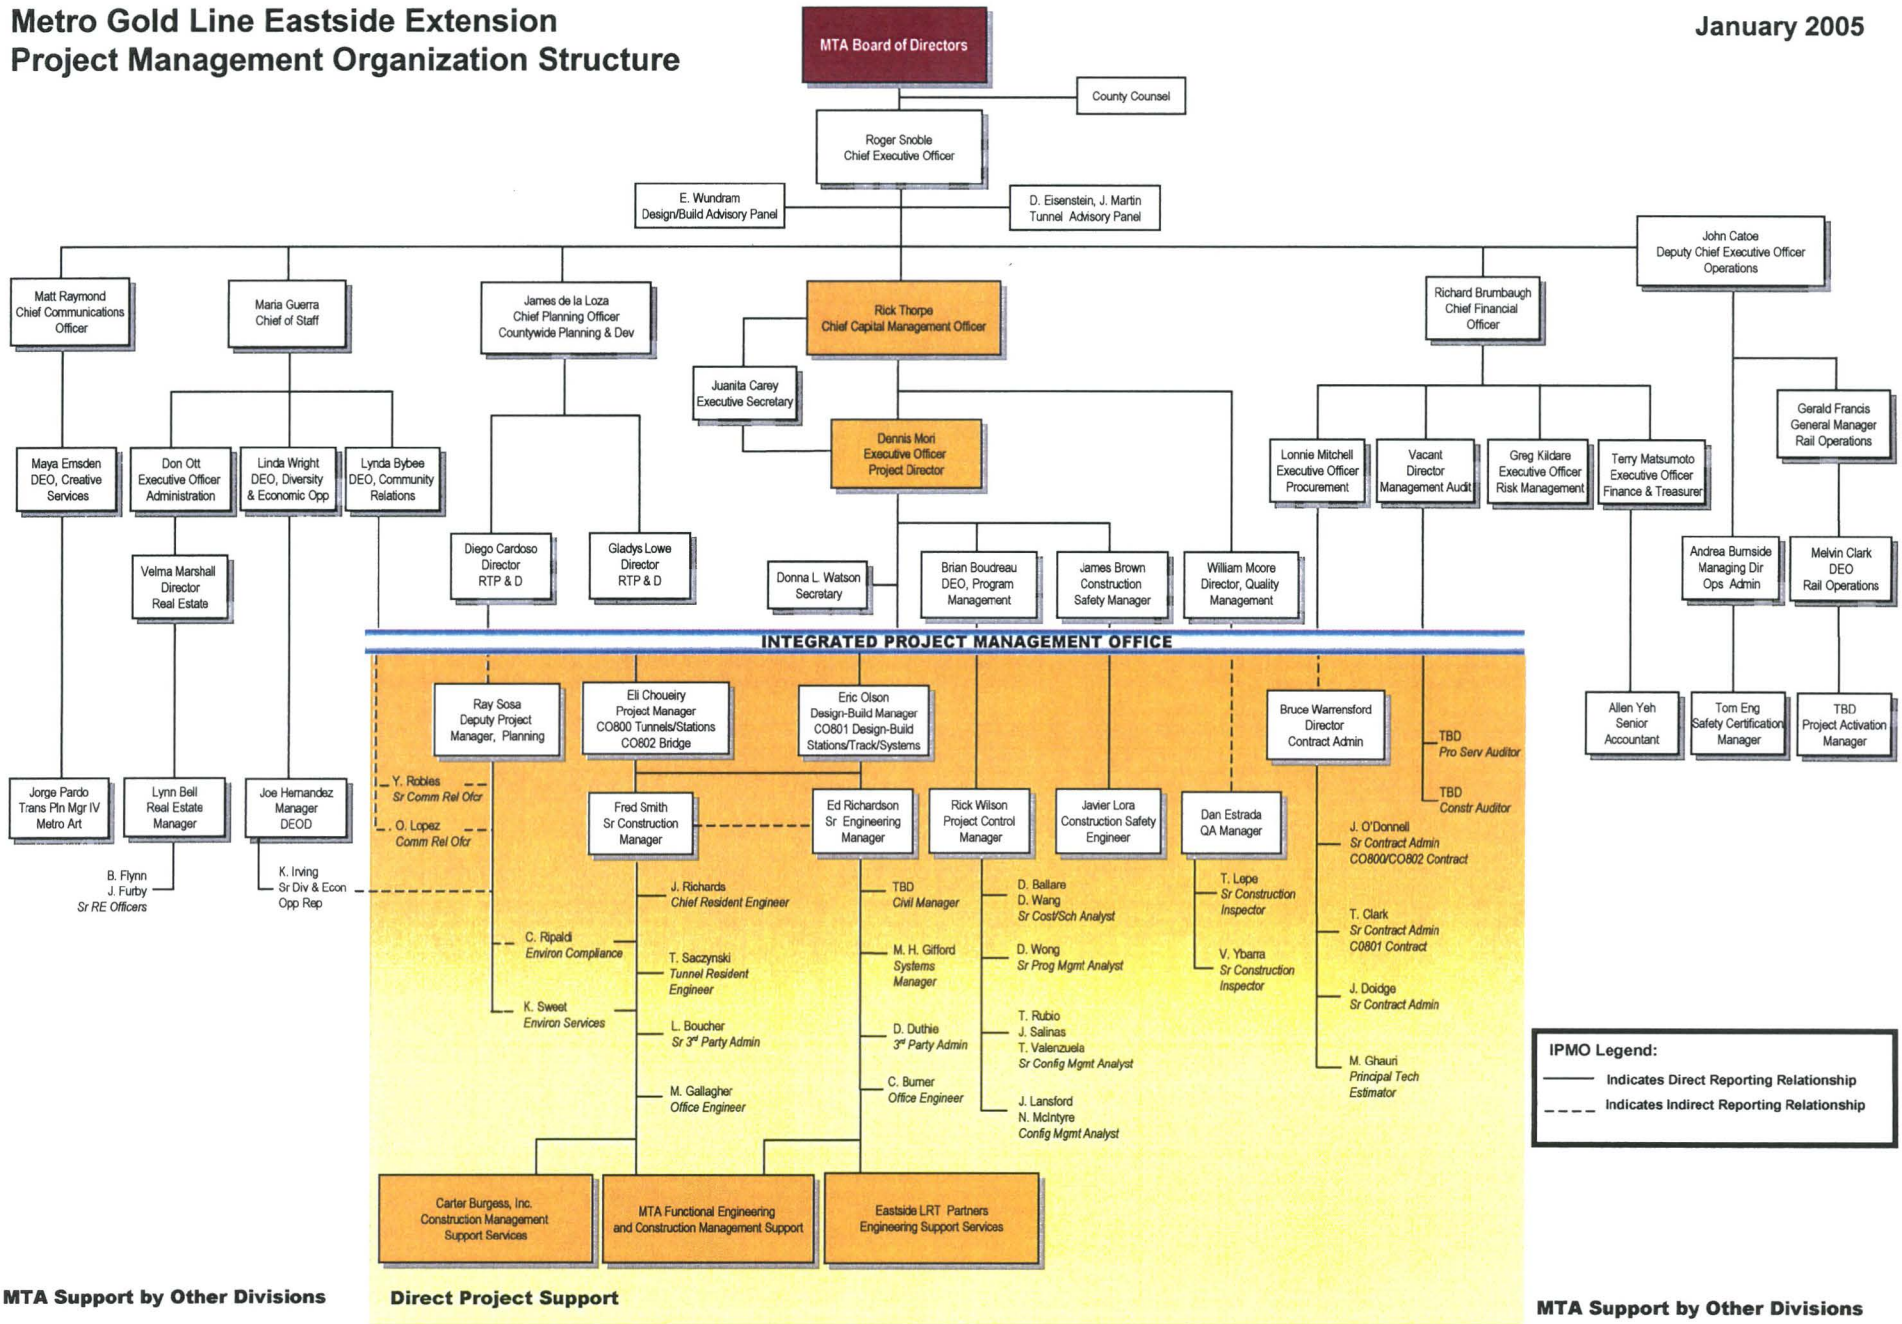 Metro Gold Line Eastside Extension
Project Management Organization Structure
January 2005
MTA Board of Directors
County Counsel
Roger Snoble
Chief Executive Officer
E. Wundram
Design/Build Advisory Panel
D. Eisenstein, J. Martin
Tunnel Advisory Panel
John Catoe
Deputy Chief Executive Officer
Operations
Matt Raymond
Chief Communications
Officer
Maria Guerra
Chief of Staff
James de la Loza
Chief Planning Officer
Countywide Planning & Dev
Rick Thorpe
Chief Capital Management Officer
Richard Brumbaugh
Chief Financial
Officer
Juanita Carey
Executive Secretary
Dennis Mori
Executive Officer
Project Director
Gerald Francis
General Manager
Rail Operations
Maya Emsden
DEO, Creative
Services
Don Ott
Executive Officer
Administration
Linda Wright
DEO, Diversity
& Economic Opp
Lynda Bybee
DEO, Community
Relations
Lonnie Mitchell
Executive Officer
Procurement
Vacant
Director
Management Audit
Greg Kildare
Executive Officer
Risk Management
Terry Matsumoto
Executive Officer
Finance & Treasurer
Velma Marshall
Director
Real Estate
Diego Cardoso
Director
RTP & D
Gladys Lowe
Director
RTP & D
Donna L. Watson
Secretary
Brian Boudreau
DEO, Program
Management
James Brown
Construction
Safety Manager
William Moore
Director, Quality
Management
Andrea Burnside
Managing Dir
Ops Admin
Melvin Clark
DEO
Rail Operations
INTEGRATED PROJECT MANAGEMENT OFFICE
Ray Sosa
Deputy Project
Manager, Planning
Eli Choueiry
Project Manager
CO800 Tunnels/Stations
CO802 Bridge
Eric Olson
Design-Build Manager
CO801 Design-Build
Stations/Track/Systems
Bruce Warrensford
Director
Contract Admin
TBD
Pro Serv Auditor
TBD
Constr Auditor
Allen Yeh
Senior
Accountant
Tom Eng
Safety Certification
Manager
TBD
Project Activation
Manager
Jorge Pardo
Trans Pln Mgr IV
Metro Art
Lynn Bell
Real Estate
Manager
Joe Hernandez
Manager
DEOD
Y. Robles
Sr Comm Rel Ofcr
O. Lopez
Comm Rel Ofcr
Fred Smith
Sr Construction
Manager
Ed Richardson
Sr Engineering
Manager
Rick Wilson
Project Control
Manager
Javier Lora
Construction Safety
Engineer
Dan Estrada
QA Manager
B. Flynn
J. Furby
Sr RE Officers
K. Irving
Sr Div & Econ
Opp Rep
C. Ripaldi
Environ Compliance
K. Sweet
Environ Services
J. Richards
Chief Resident Engineer
T. Saczynski
Tunnel Resident
Engineer
L. Boucher
Sr 3rd Party Admin
M. Gallagher
Office Engineer
TBD
Civil Manager
M. H. Gifford
Systems
Manager
D. Duthie
3rd Party Admin
C. Burner
Office Engineer
D. Ballare
D. Wang
Sr Cost/Sch Analyst
D. Wong
Sr Prog Mgmt Analyst
T. Rubio
J. Salinas
T. Valenzuela
Sr Config Mgmt Analyst
J. Lansford
N. McIntyre
Config Mgmt Analyst
T. Lepe
Sr Construction
Inspector
V. Ybarra
Sr Construction
Inspector
J. O'Donnell
Sr Contract Admin
CO800/CO802 Contract
T. Clark
Sr Contract Admin
C0801 Contract
J. Doidge
Sr Contract Admin
M. Ghauri
Principal Tech
Estimator
IPMO Legend:
Indicates Direct Reporting Relationship
Indicates Indirect Reporting Relationship
Carter Burgess, Inc.
Construction Management
Support Services
MTA Functional Engineering
and Construction Management Support
Eastside LRT Partners
Engineering Support Services
MTA Support by Other Divisions
Direct Project Support
MTA Support by Other Divisions